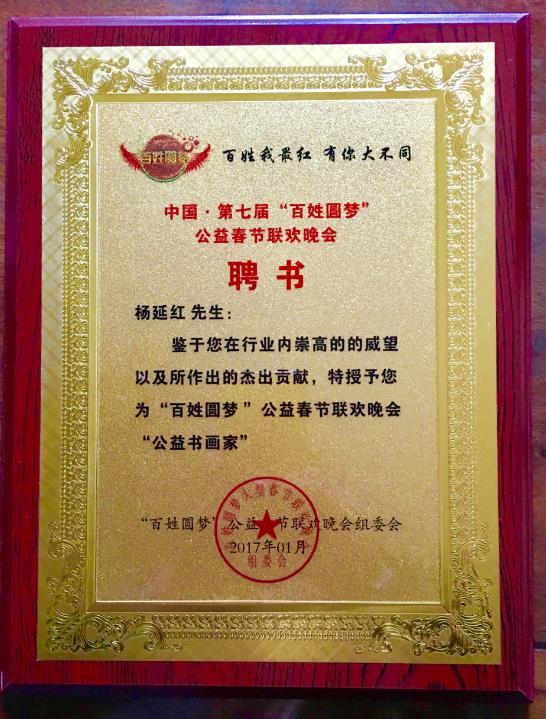 百姓圆梦
百姓我最红 有你大不同
中国·第七届“百姓圆梦”
公益春节联欢晚会
聘书
杨延红 先生：
鉴于您在行业内崇高的的威望
以及所作出的杰出贡献，特授予您
为“百姓圆梦”公益春节联欢晚会
“公益书画家”
“百姓圆梦”公益 节联欢晚会组委会
2017年01月
组委会